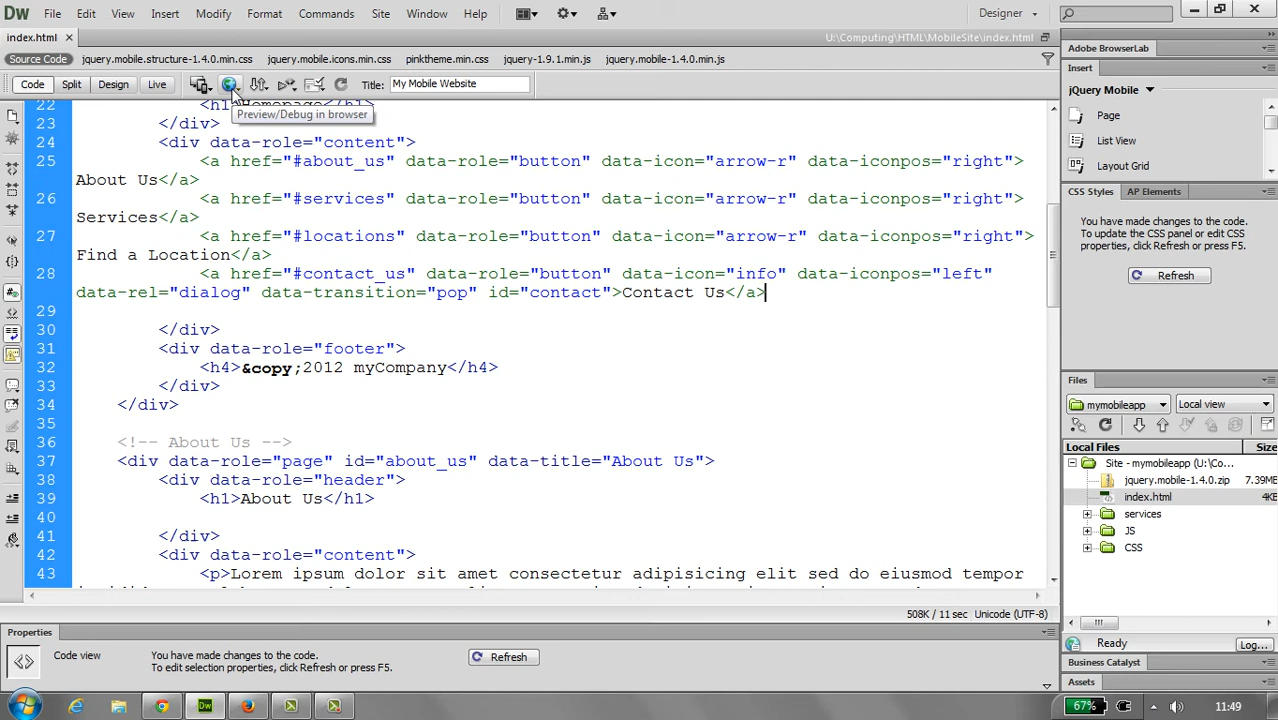 Dw File Edit View Insert Modify Format Commands Site Window Help Designer
index.html U:\Computing\HTML\MobileSite\index.html
Source Code jquery.mobile.structure-1.4.0.min.css jquery.mobile.icons.min.css pinktheme.min.css jquery-1.9.1.min.js jquery.mobile-1.4.0.min.js
Code Split Design Live Title: My Mobile Website
Preview/Debug in browser
22 <h1>Homepage</h1>
23 </div>
24 <div data-role="content">
25 <a href="#about_us" data-role="button" data-icon="arrow-r" data-iconpos="right">
About Us</a>
26 <a href="#services" data-role="button" data-icon="arrow-r" data-iconpos="right">
Services</a>
27 <a href="#locations" data-role="button" data-icon="arrow-r" data-iconpos="right">
Find a Location</a>
28 <a href="#contact_us" data-role="button" data-icon="info" data-iconpos="left"
data-rel="dialog" data-transition="pop" id="contact">Contact Us</a>
29
30 </div>
31 <div data-role="footer">
32 <h4>&copy;2012 myCompany</h4>
33 </div>
34 </div>
35
36 <!-- About Us -->
37 <div data-role="page" id="about_us" data-title="About Us">
38 <div data-role="header">
39 <h1>About Us</h1>
40
41 </div>
42 <div data-role="content">
43 <p>Lorem ipsum dolor sit amet consectetur adipisicing elit sed do eiusmod tempor
508K / 11 sec Unicode (UTF-8)
Properties
Code view
You have made changes to the code.
To edit selection properties, click Refresh or press F5.
Refresh
Adobe BrowserLab
Insert
jQuery Mobile
Page
List View
Layout Grid
CSS Styles AP Elements
You have made changes to the code.
To update the CSS panel or edit CSS
properties, click Refresh or press F5.
Refresh
Files
mymobileapp Local view
Local Files Size
Site - mymobileapp (U:\Co...
jquery.mobile-1.4.0.zip 7.39MB
index.html 4KB
services
JS
CSS
Ready Log...
Business Catalyst
Assets
67% 11:49